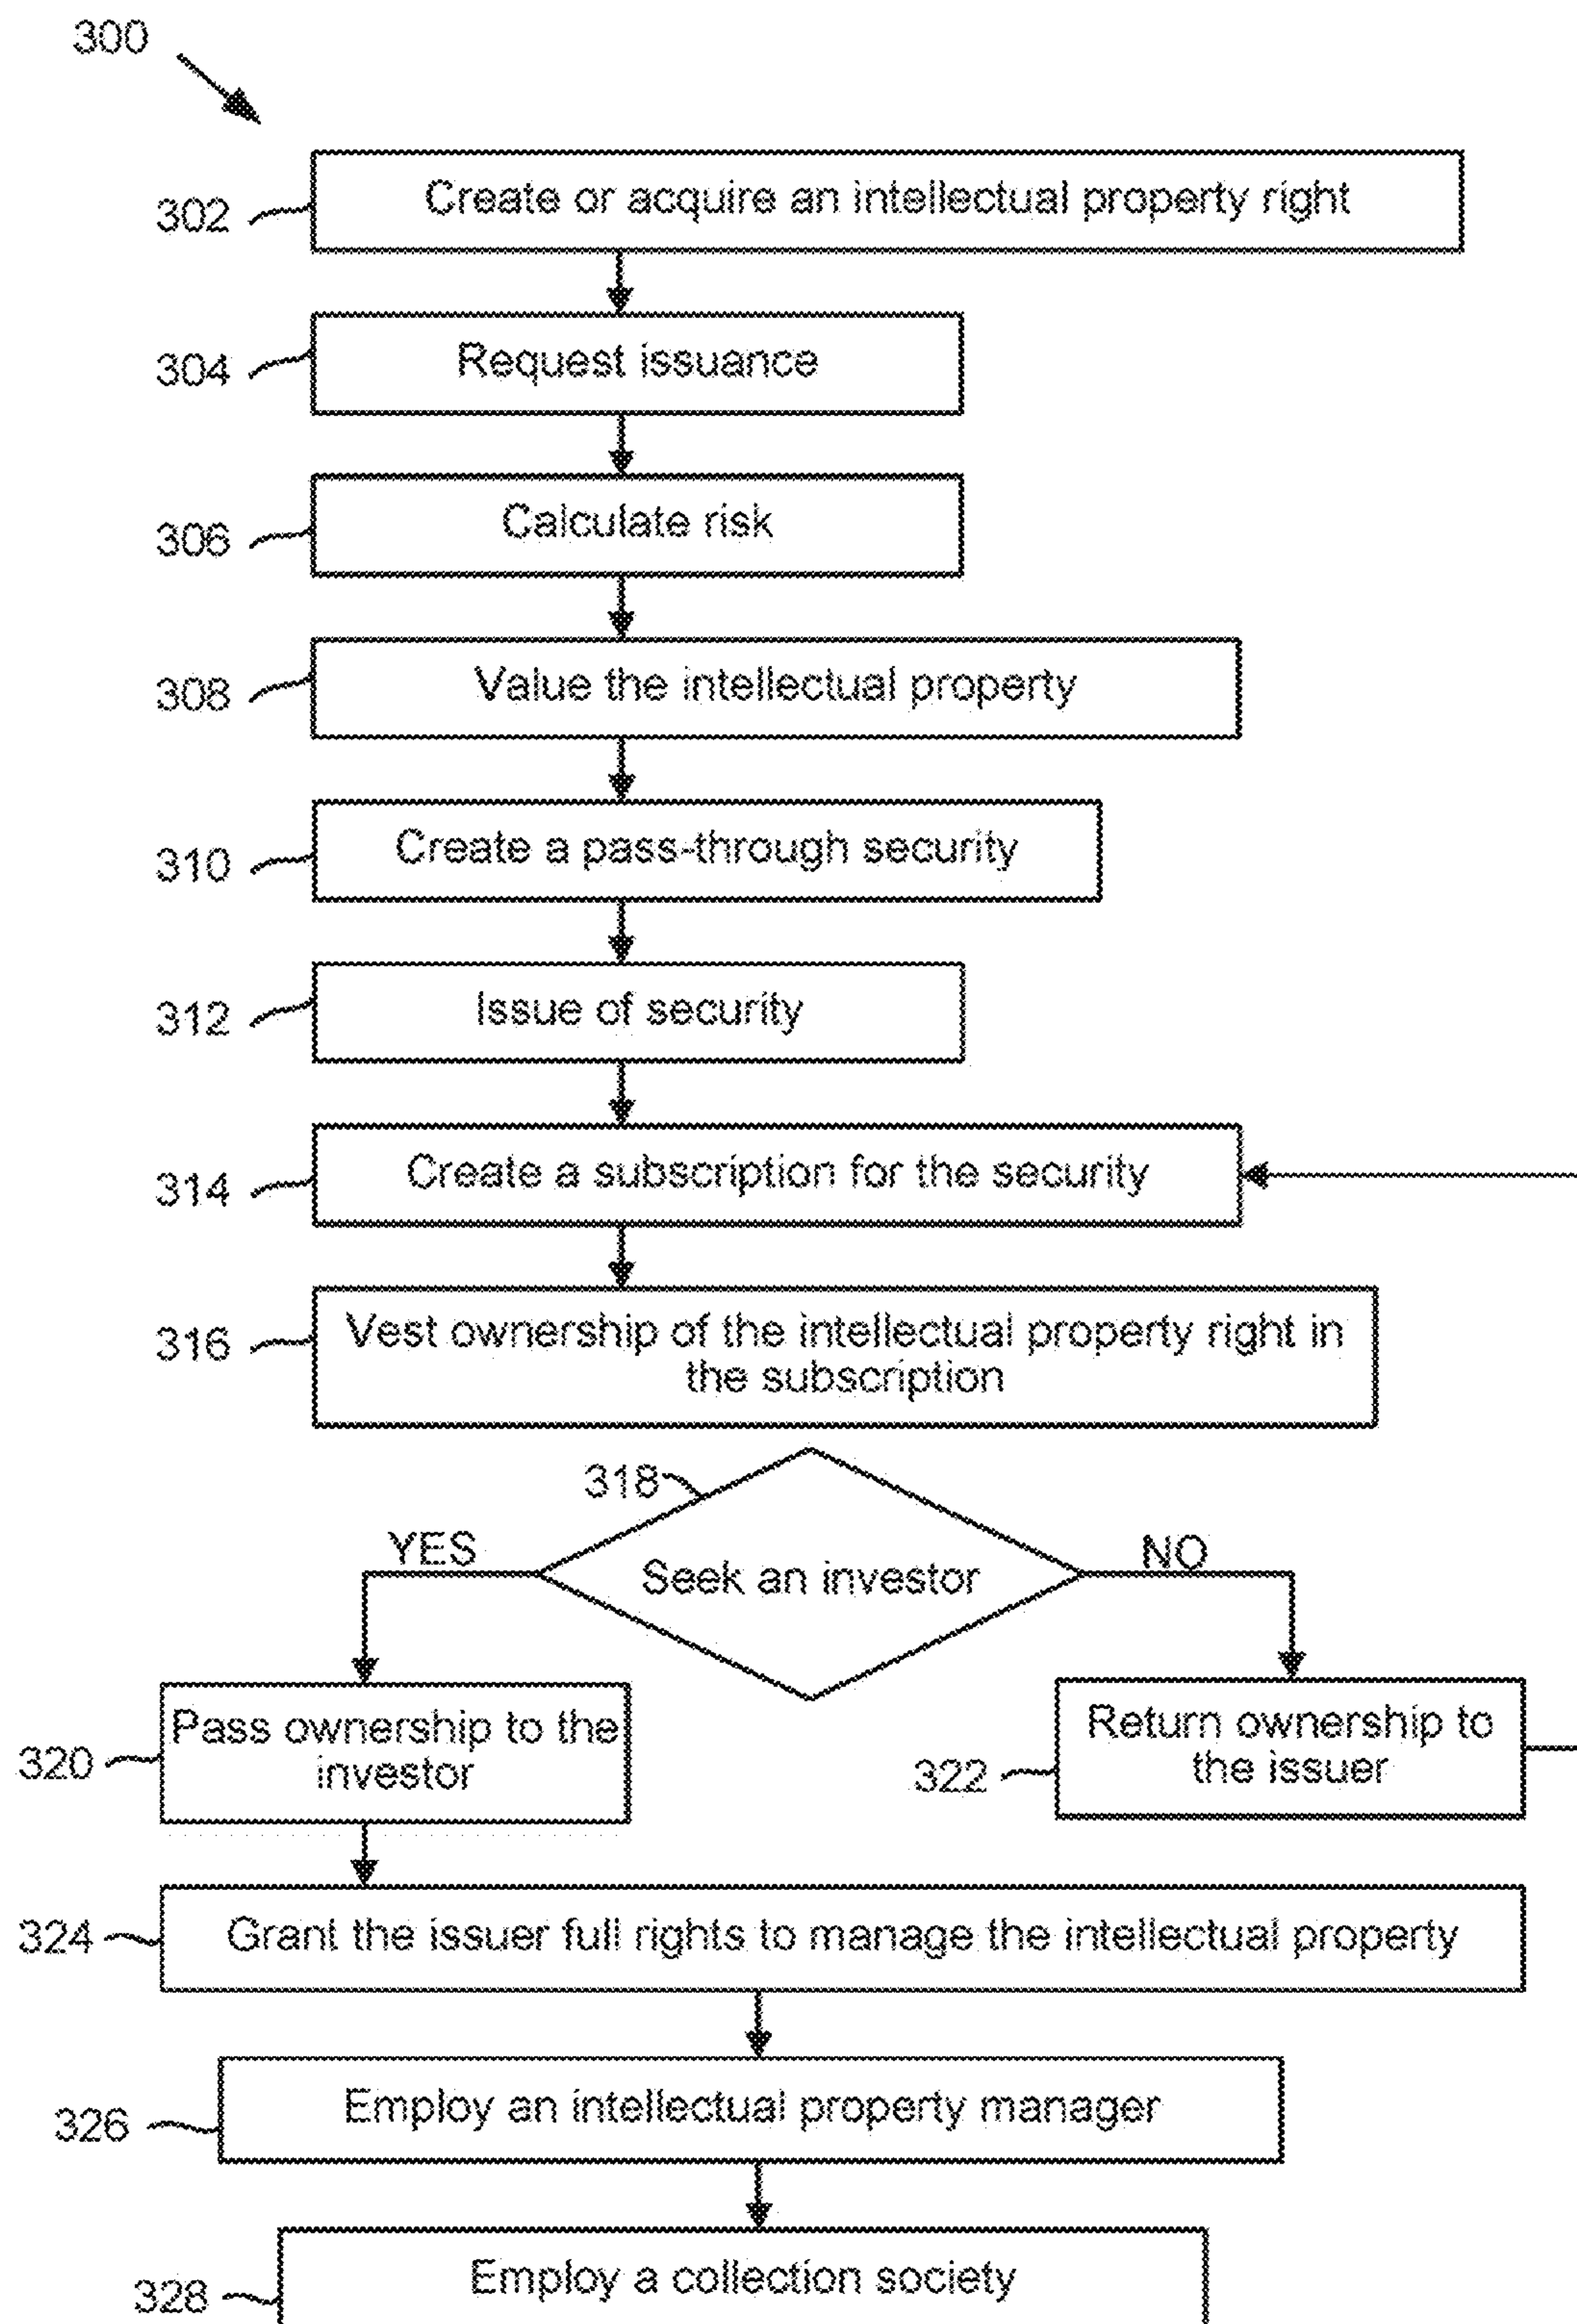 300
302
Create or acquire an intellectual property right
304
Request issuance
306
Calculate risk
308
Value the intellectual property
310
Create a pass-through security
312
Issue of security
314
Create a subscription for the security
316
Vest ownership of the intellectual property right in
the subscription
318
YES
Seek an investor
NO
320
Pass ownership to the
investor
322
Return ownership to
the issuer
324
Grant the issuer full rights to manage the intellectual property
326
Employ an intellectual property manager
328
Employ a collection society